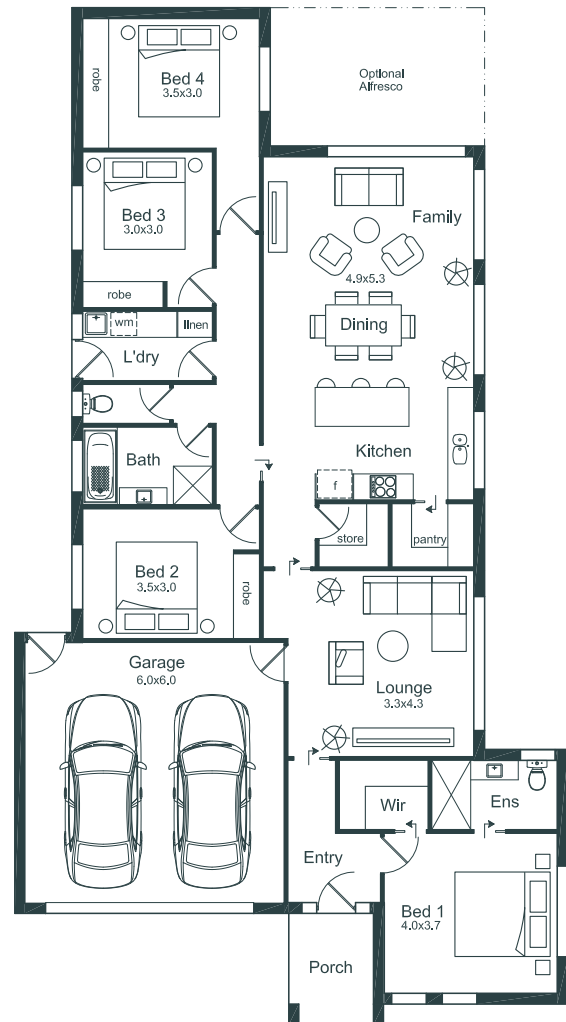 Bed 4
3.5x3.0
robe
Optional
Alfresco
Bed 3
3.0x3.0
robe
Family
4.9x5.3
Dining
wm
linen
L'dry
Bath
Kitchen
f
store
pantry
Bed 2
3.5x3.0
robe
Garage
6.0x6.0
Lounge
3.3x4.3
Wir
Ens
Entry
Bed 1
4.0x3.7
Porch